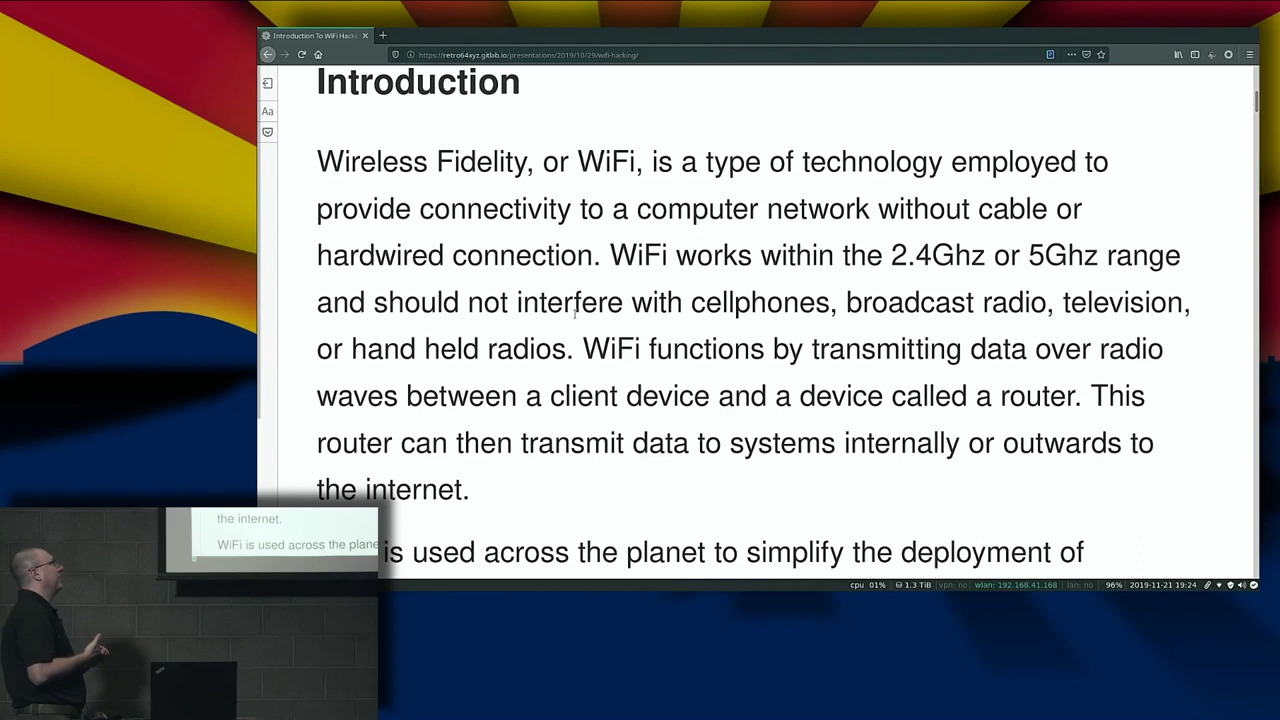 Introduction To WiFi Hack
https://retro64xyz.gitlab.io/presentations/2019/10/29/wifi-hacking/
Aa
Introduction
Wireless Fidelity, or WiFi, is a type of technology employed to
provide connectivity to a computer network without cable or
hardwired connection. WiFi works within the 2.4Ghz or 5Ghz range
and should not interfere with cellphones, broadcast radio, television,
or hand held radios. WiFi functions by transmitting data over radio
waves between a client device and a device called a router. This
router can then transmit data to systems internally or outwards to
the internet.
is used across the planet to simplify the deployment of
the internet.
WiFi is used across the plane
cpu 01% 1.3 TiB vpn: no wlan: 192.168.41.168 lan: no 96% 2019-11-21 19:24